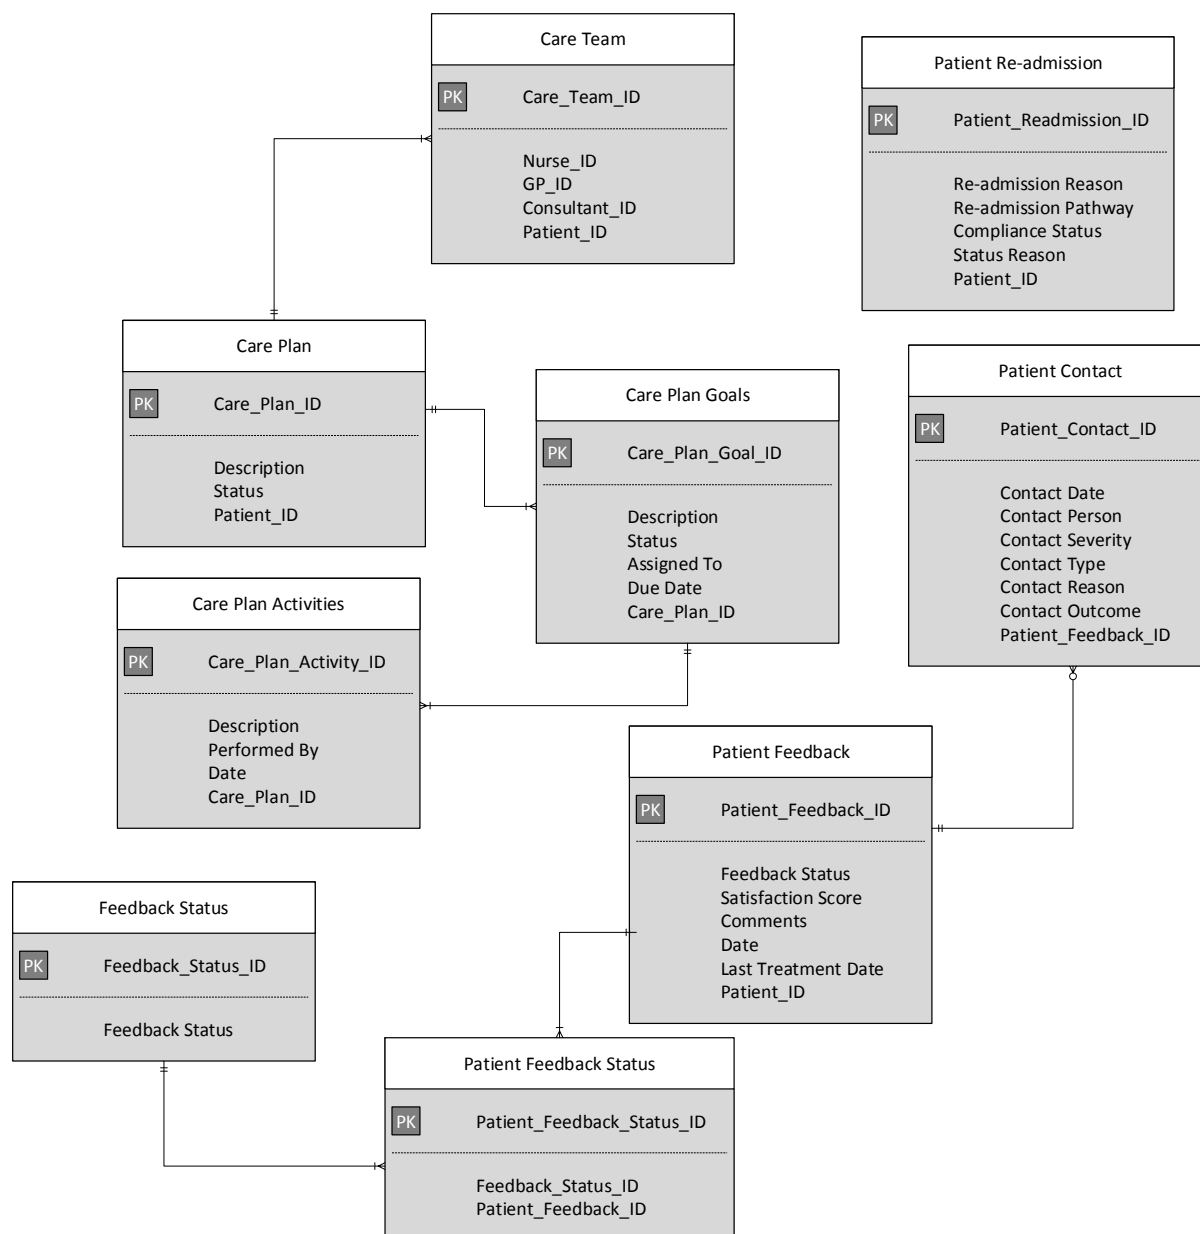 Care Team
PK Care_Team_ID
Nurse_ID
GP_ID
Consultant_ID
Patient_ID
Patient Re-admission
PK Patient_Readmission_ID
Re-admission Reason
Re-admission Pathway
Compliance Status
Status Reason
Patient_ID
Care Plan
PK Care_Plan_ID
Description
Status
Patient_ID
Care Plan Goals
PK Care_Plan_Goal_ID
Description
Status
Assigned To
Due Date
Care_Plan_ID
Patient Contact
PK Patient_Contact_ID
Contact Date
Contact Person
Contact Severity
Contact Type
Contact Reason
Contact Outcome
Patient_Feedback_ID
Care Plan Activities
PK Care_Plan_Activity_ID
Description
Performed By
Date
Care_Plan_ID
Patient Feedback
PK Patient_Feedback_ID
Feedback Status
Satisfaction Score
Comments
Date
Last Treatment Date
Patient_ID
Feedback Status
PK Feedback_Status_ID
Feedback Status
Patient Feedback Status
PK Patient_Feedback_Status_ID
Feedback_Status_ID
Patient_Feedback_ID